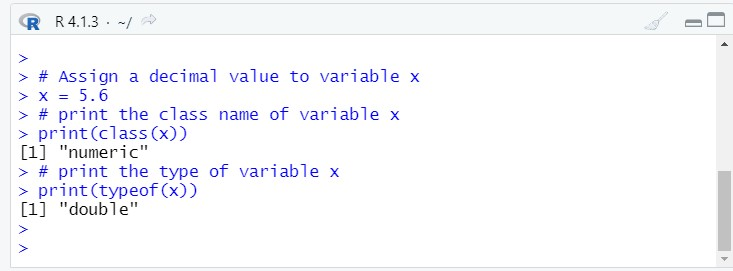 R R 4.1.3 · ~/
>
> # Assign a decimal value to variable x
> x = 5.6
> # print the class name of variable x
> print(class(x))
[1] "numeric"
> # print the type of variable x
> print(typeof(x))
[1] "double"
>
>